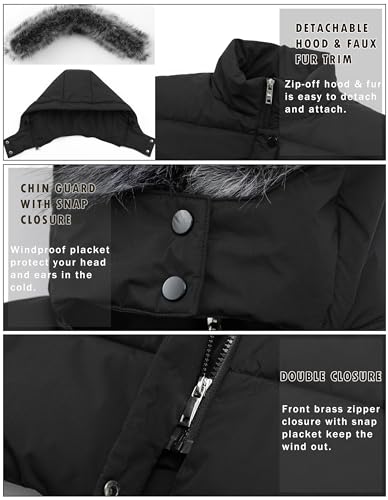 DETACHABLE
HOOD & FAUX
FUR TRIM
Zip-off hood & fur
is easy to detach
and attach.
CHIN GUARD
WITH SNAP
CLOSURE
Windproof placket
protect your head
and ears in the
cold.
DOUBLE CLOSURE
Front brass zipper
closure with snap
placket keep the
wind out.